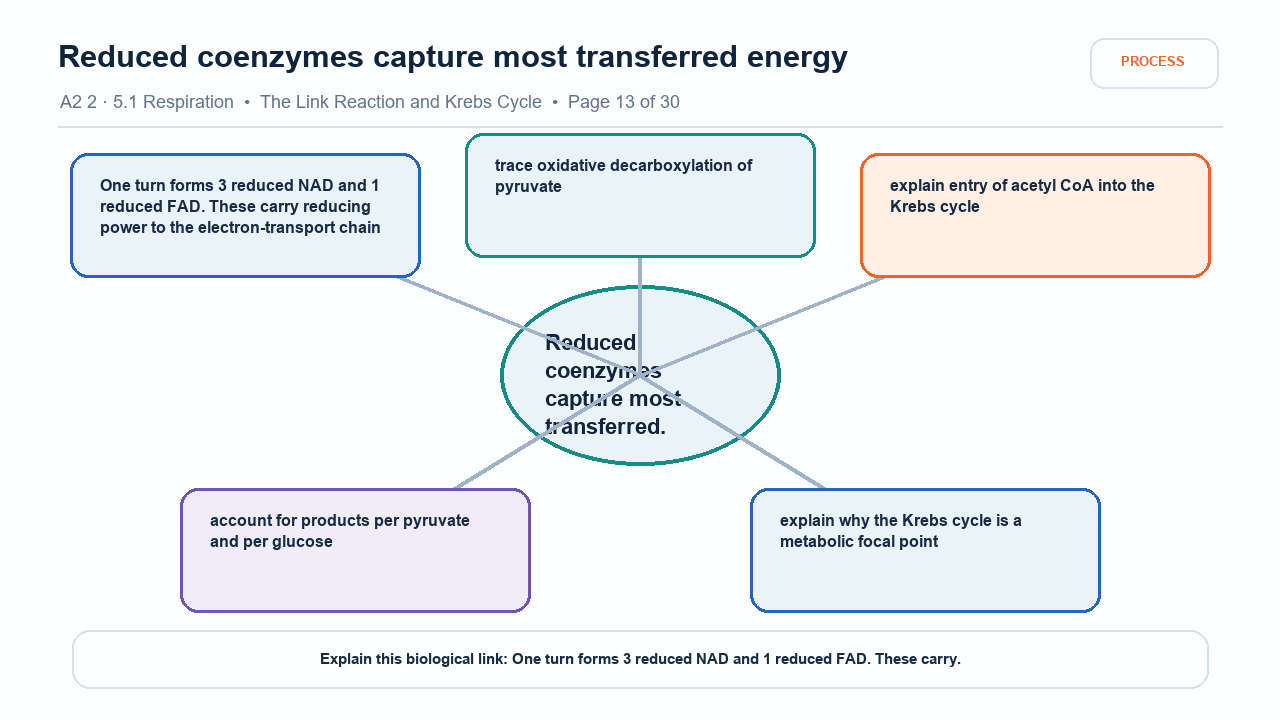 Reduced coenzymes capture most transferred energy
PROCESS
A2 2 · 5.1 Respiration • The Link Reaction and Krebs Cycle • Page 13 of 30
One turn forms 3 reduced NAD and 1
reduced FAD. These carry reducing
power to the electron-transport chain
trace oxidative decarboxylation of
pyruvate
explain entry of acetyl CoA into the
Krebs cycle
Reduced
coenzymes
capture most
transferred.
account for products per pyruvate
and per glucose
explain why the Krebs cycle is a
metabolic focal point
Explain this biological link: One turn forms 3 reduced NAD and 1 reduced FAD. These carry.